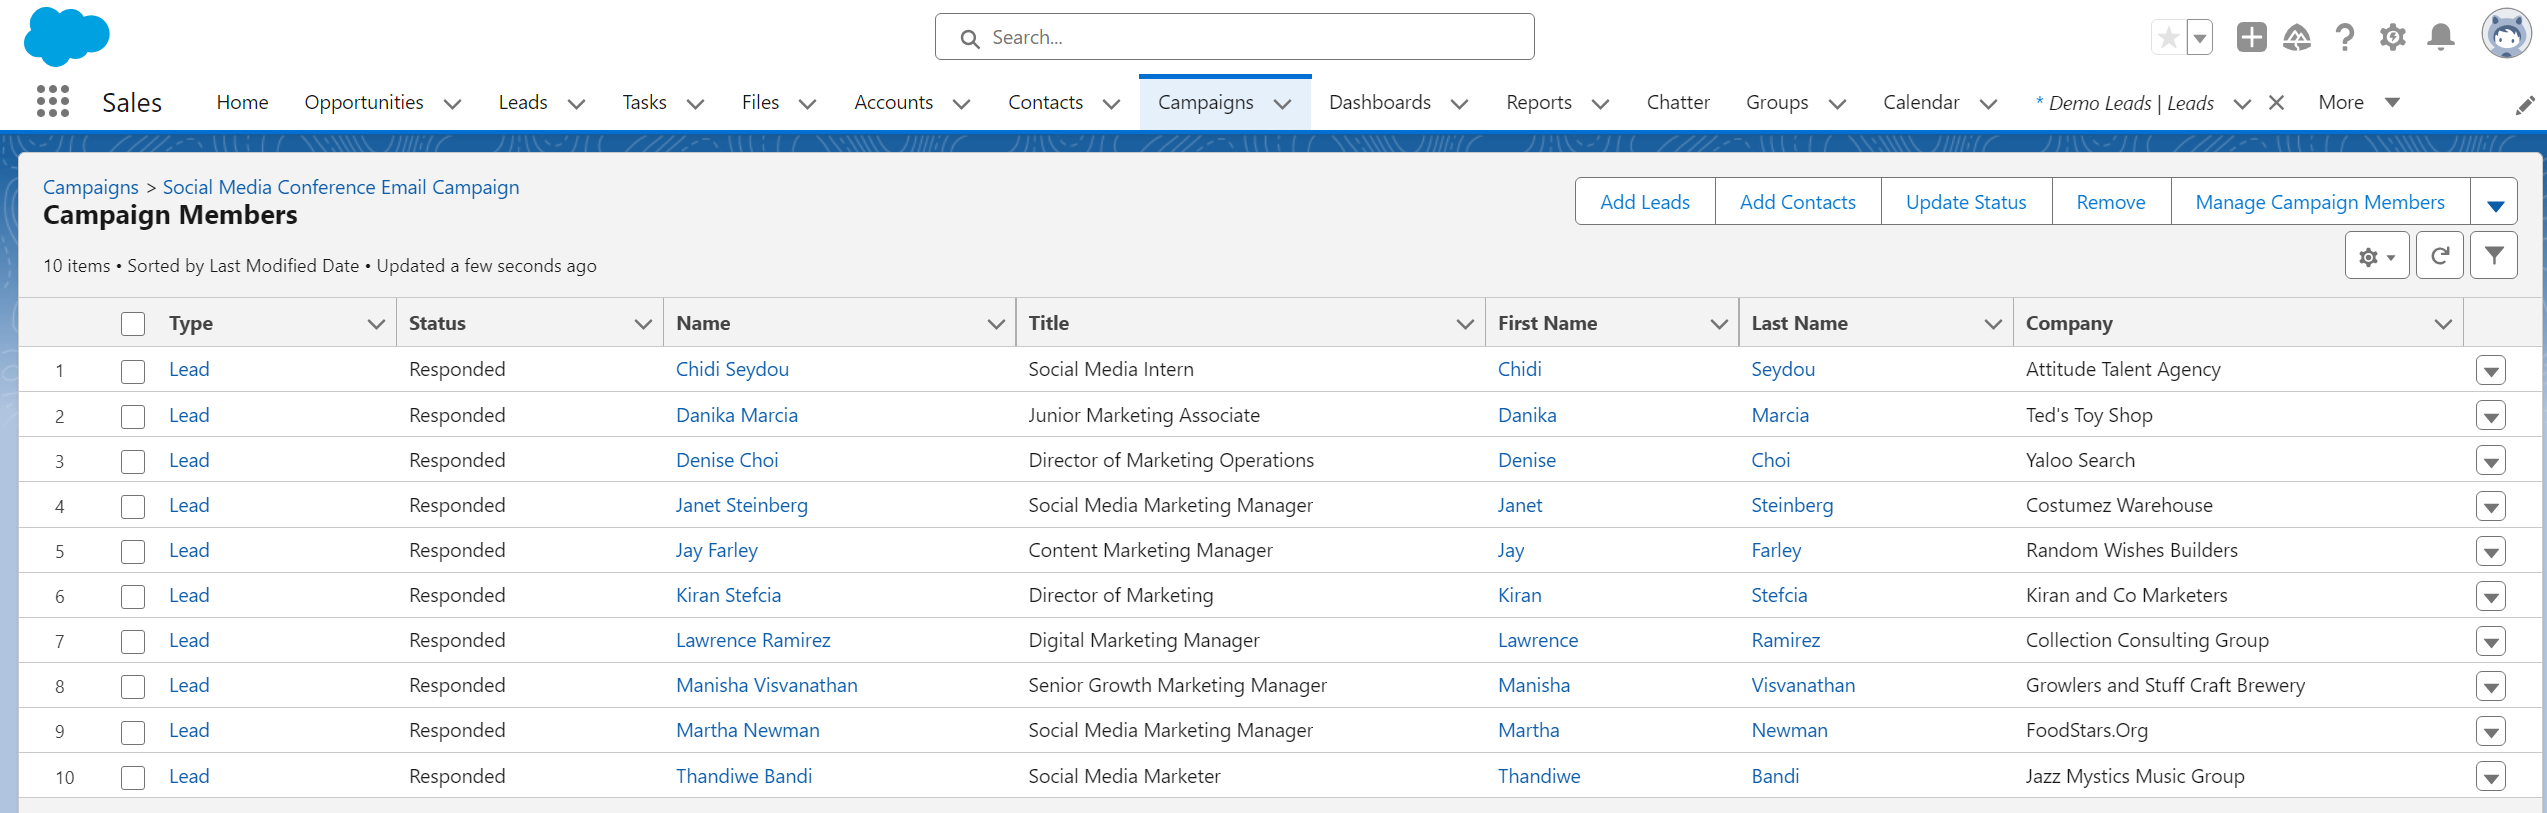 Search...
Sales Home Opportunities Leads Tasks Files Accounts Contacts Campaigns Dashboards Reports Chatter Groups Calendar * Demo Leads | Leads More
Campaigns > Social Media Conference Email Campaign
Campaign Members
Add Leads Add Contacts Update Status Remove Manage Campaign Members
10 items • Sorted by Last Modified Date • Updated a few seconds ago
Type Status Name Title First Name Last Name Company
1 Lead Responded Chidi Seydou Social Media Intern Chidi Seydou Attitude Talent Agency
2 Lead Responded Danika Marcia Junior Marketing Associate Danika Marcia Ted's Toy Shop
3 Lead Responded Denise Choi Director of Marketing Operations Denise Choi Yaloo Search
4 Lead Responded Janet Steinberg Social Media Marketing Manager Janet Steinberg Costumez Warehouse
5 Lead Responded Jay Farley Content Marketing Manager Jay Farley Random Wishes Builders
6 Lead Responded Kiran Stefcia Director of Marketing Kiran Stefcia Kiran and Co Marketers
7 Lead Responded Lawrence Ramirez Digital Marketing Manager Lawrence Ramirez Collection Consulting Group
8 Lead Responded Manisha Visvanathan Senior Growth Marketing Manager Manisha Visvanathan Growlers and Stuff Craft Brewery
9 Lead Responded Martha Newman Social Media Marketing Manager Martha Newman FoodStars.Org
10 Lead Responded Thandiwe Bandi Social Media Marketer Thandiwe Bandi Jazz Mystics Music Group